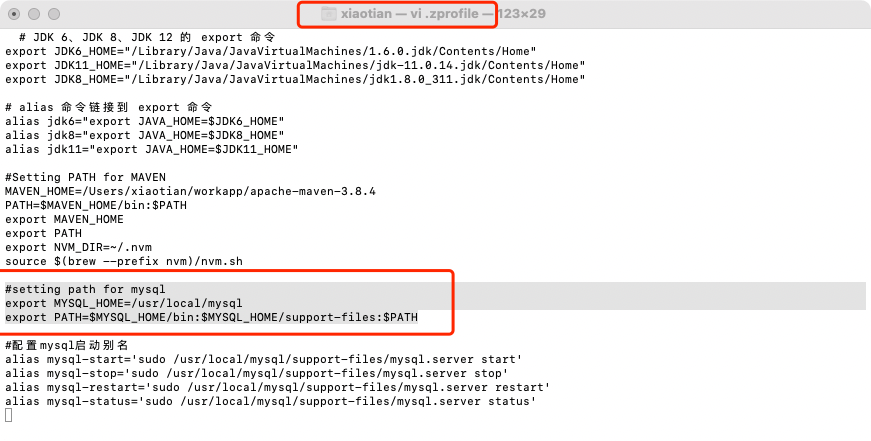 xiaotian — vi .zprofile — 123×29
# JDK 6、JDK 8、JDK 12 的 export 命令
export JDK6_HOME="/Library/Java/JavaVirtualMachines/1.6.0.jdk/Contents/Home"
export JDK11_HOME="/Library/Java/JavaVirtualMachines/jdk-11.0.14.jdk/Contents/Home"
export JDK8_HOME="/Library/Java/JavaVirtualMachines/jdk1.8.0_311.jdk/Contents/Home"
# alias 命令链接到 export 命令
alias jdk6="export JAVA_HOME=$JDK6_HOME"
alias jdk8="export JAVA_HOME=$JDK8_HOME"
alias jdk11="export JAVA_HOME=$JDK11_HOME"
#Setting PATH for MAVEN
MAVEN_HOME=/Users/xiaotian/workapp/apache-maven-3.8.4
PATH=$MAVEN_HOME/bin:$PATH
export MAVEN_HOME
export PATH
export NVM_DIR=~/.nvm
source $(brew --prefix nvm)/nvm.sh
#setting path for mysql
export MYSQL_HOME=/usr/local/mysql
export PATH=$MYSQL_HOME/bin:$MYSQL_HOME/support-files:$PATH
#配置mysql启动别名
alias mysql-start='sudo /usr/local/mysql/support-files/mysql.server start'
alias mysql-stop='sudo /usr/local/mysql/support-files/mysql.server stop'
alias mysql-restart='sudo /usr/local/mysql/support-files/mysql.server restart'
alias mysql-status='sudo /usr/local/mysql/support-files/mysql.server status'